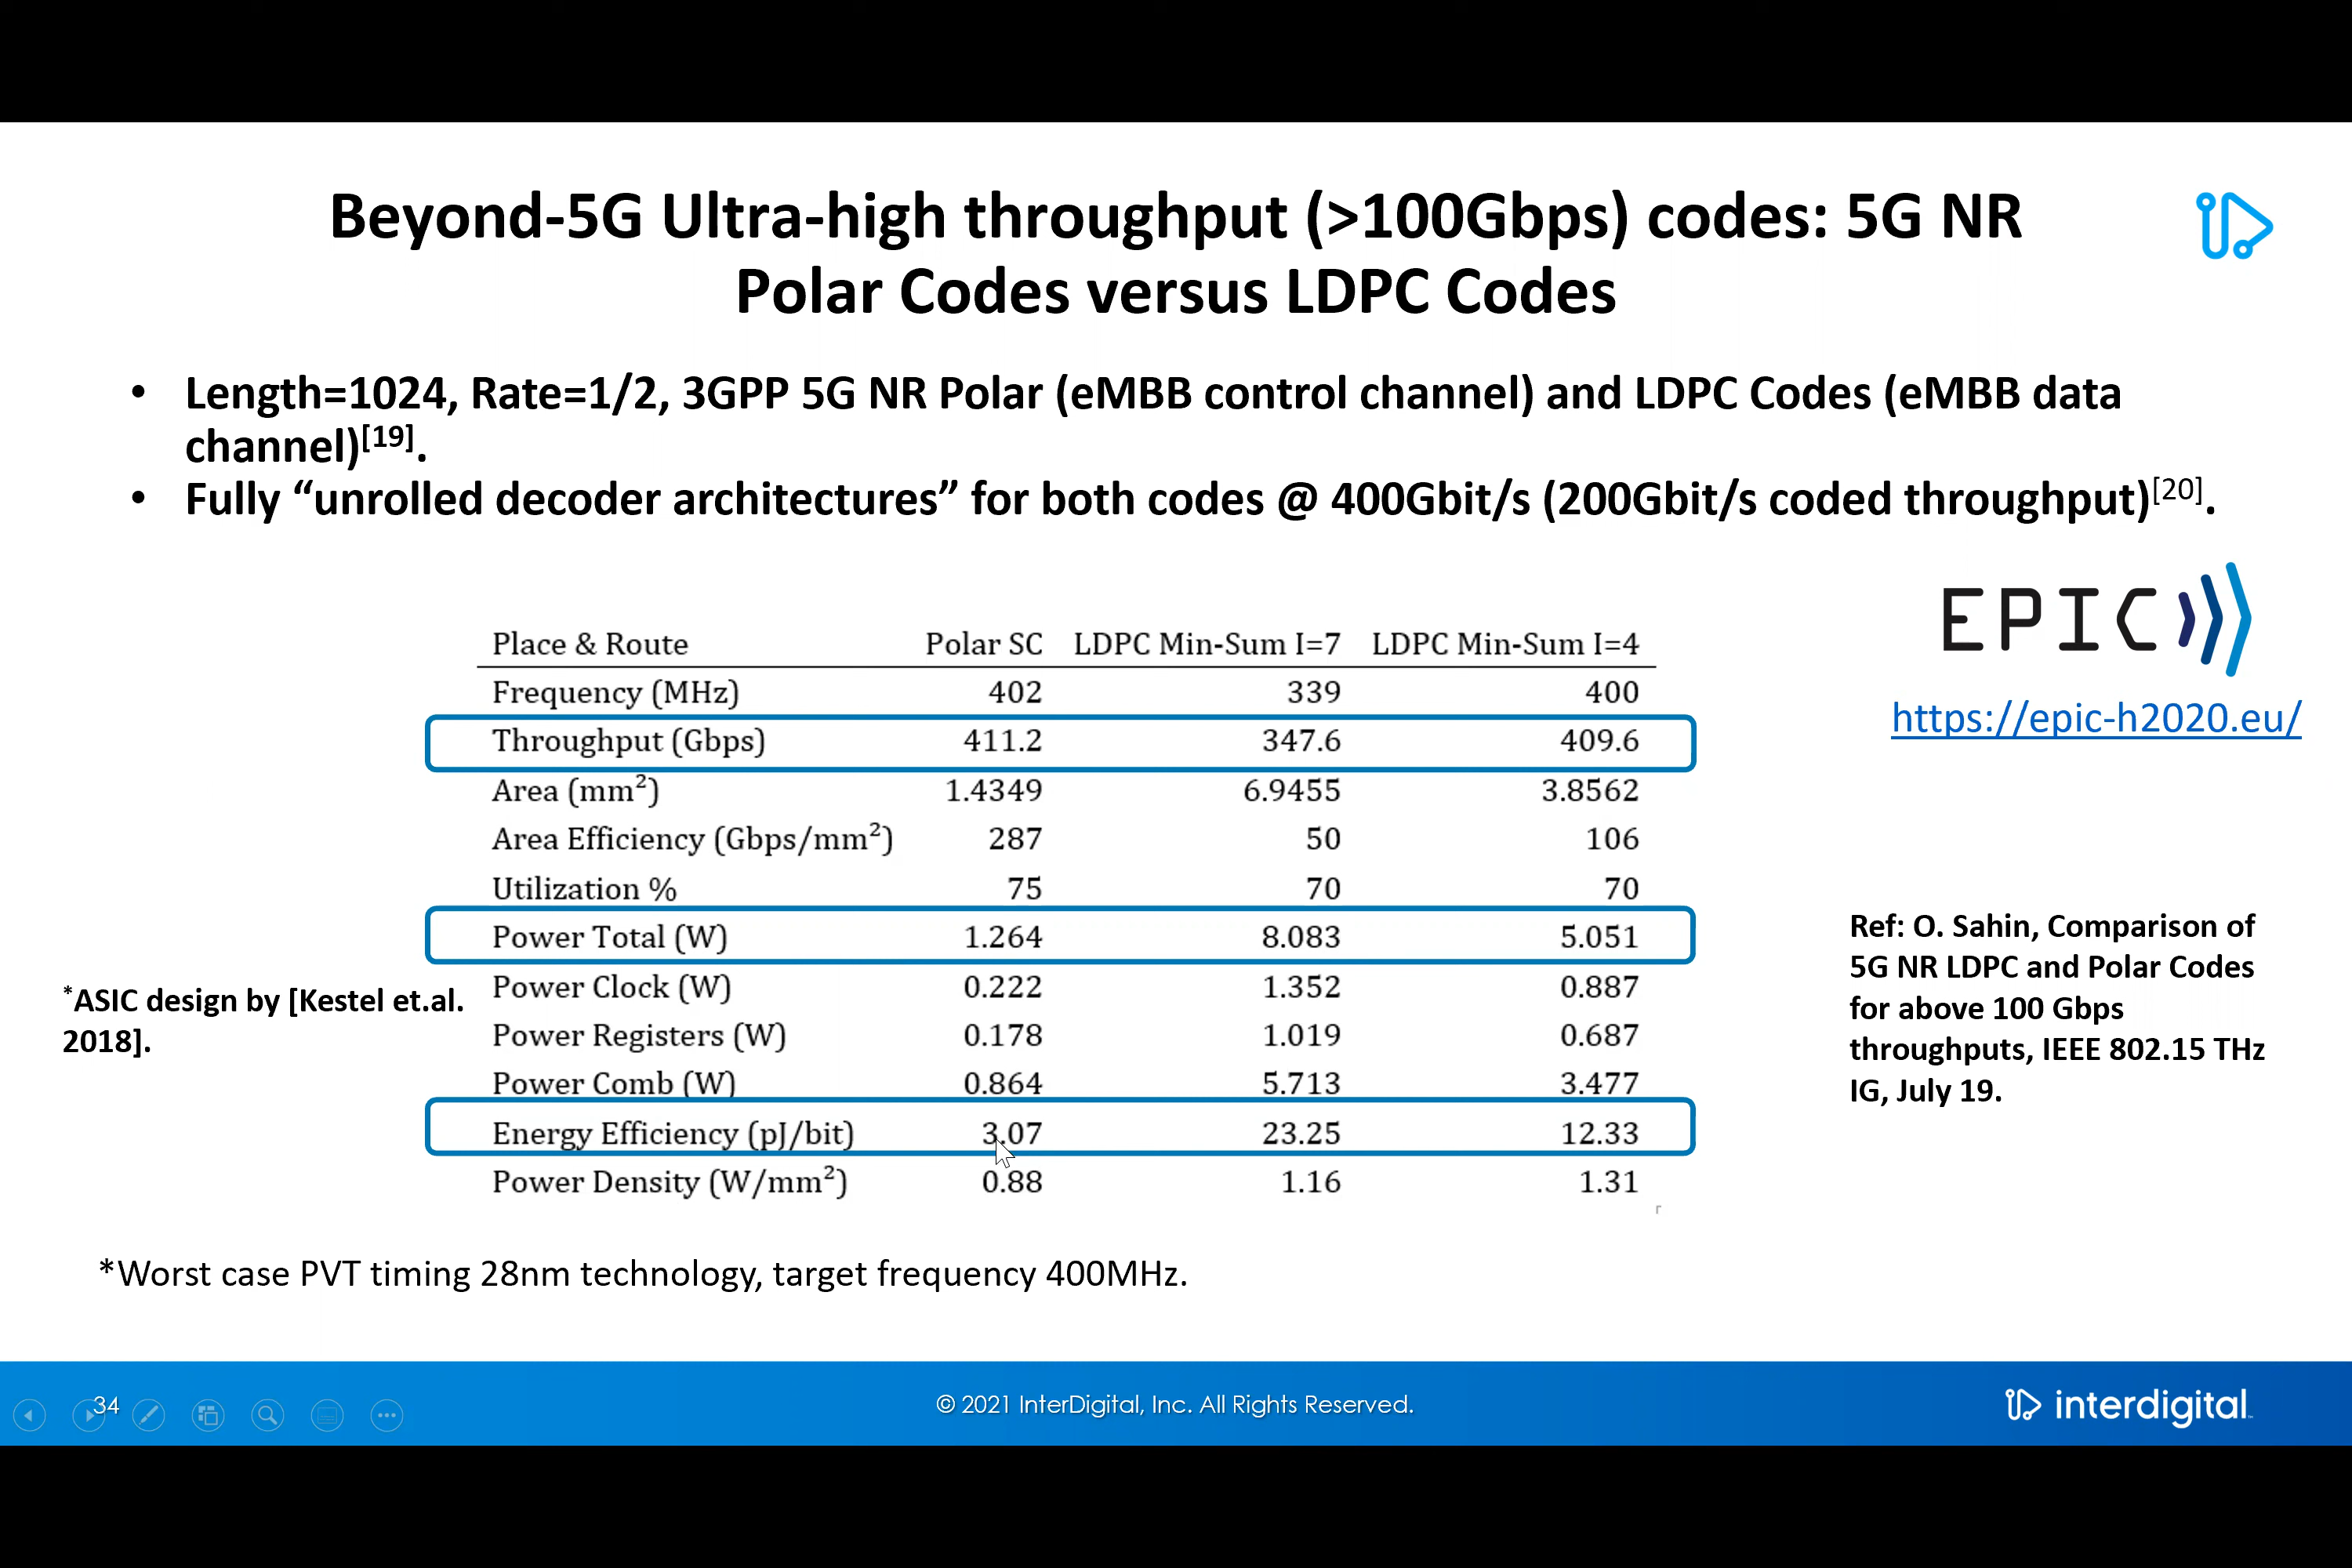 Beyond-5G Ultra-high throughput (>100Gbps) codes: 5G NR
Polar Codes versus LDPC Codes
• Length=1024, Rate=1/2, 3GPP 5G NR Polar (eMBB control channel) and LDPC Codes (eMBB data
channel)[19].
• Fully “unrolled decoder architectures” for both codes @ 400Gbit/s (200Gbit/s coded throughput)[20].
EPIC
https://epic-h2020.eu/
Place & Route Polar SC LDPC Min-Sum I=7 LDPC Min-Sum I=4
Frequency (MHz) 402 339 400
Throughput (Gbps) 411.2 347.6 409.6
Area (mm²) 1.4349 6.9455 3.8562
Area Efficiency (Gbps/mm²) 287 50 106
Utilization % 75 70 70
Power Total (W) 1.264 8.083 5.051
Power Clock (W) 0.222 1.352 0.887
Power Registers (W) 0.178 1.019 0.687
Power Comb (W) 0.864 5.713 3.477
Energy Efficiency (pJ/bit) 3.07 23.25 12.33
Power Density (W/mm²) 0.88 1.16 1.31
*ASIC design by [Kestel et.al.
2018].
Ref: O. Sahin, Comparison of
5G NR LDPC and Polar Codes
for above 100 Gbps
throughputs, IEEE 802.15 THz
IG, July 19.
*Worst case PVT timing 28nm technology, target frequency 400MHz.
34
© 2021 InterDigital, Inc. All Rights Reserved.
interdigital